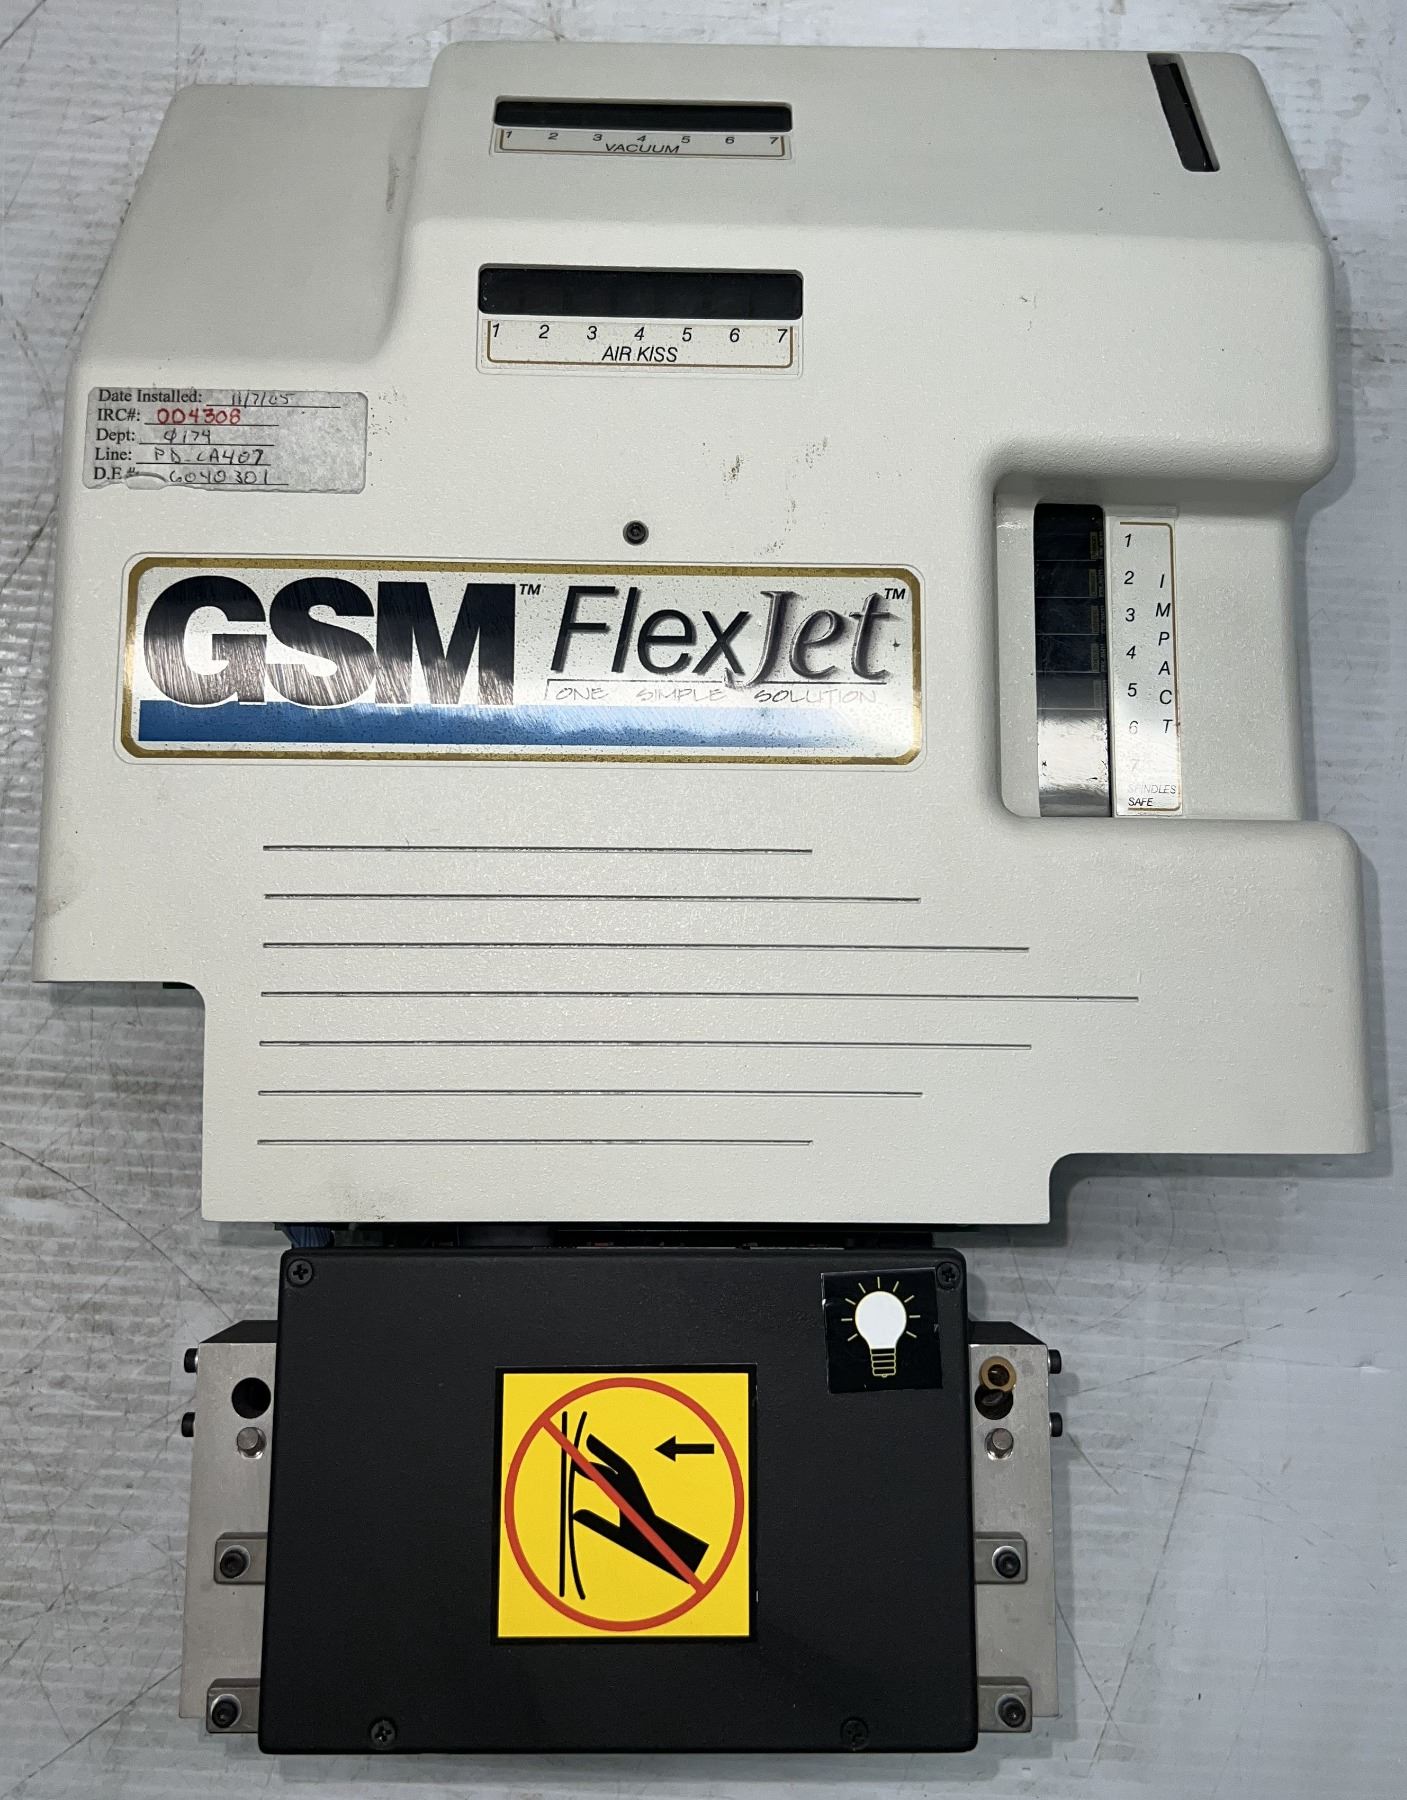 1 2 3 4 5 6 7
VACUUM
1 2 3 4 5 6 7
AIR KISS
Date Installed: 11/7/05
IRC#: 004308
Dept: 0174
Line: PD-CA407
D.E.#: 6040301
GSM™ FlexJet™
ONE SIMPLE SOLUTION
1
2
3
4
5
6
7
IMPACT
SPINDLES
SAFE